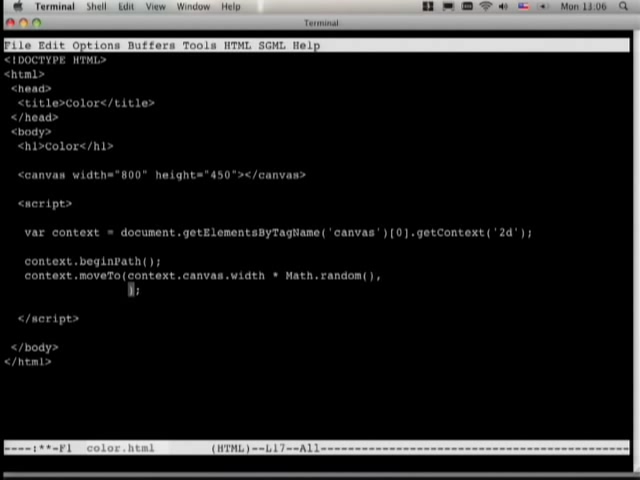 Terminal Shell Edit View Window Help Mon 13:06
Terminal
File Edit Options Buffers Tools HTML SGML Help
<!DOCTYPE HTML>
<html>
<head>
<title>Color</title>
</head>
<body>
<h1>Color</h1>
<canvas width="800" height="450"></canvas>
<script>
var context = document.getElementsByTagName('canvas')[0].getContext('2d');
context.beginPath();
context.moveTo(context.canvas.width * Math.random(),
);
</script>
</body>
</html>
----:**-F1 color.html (HTML)--L17--All----------------------------------------------